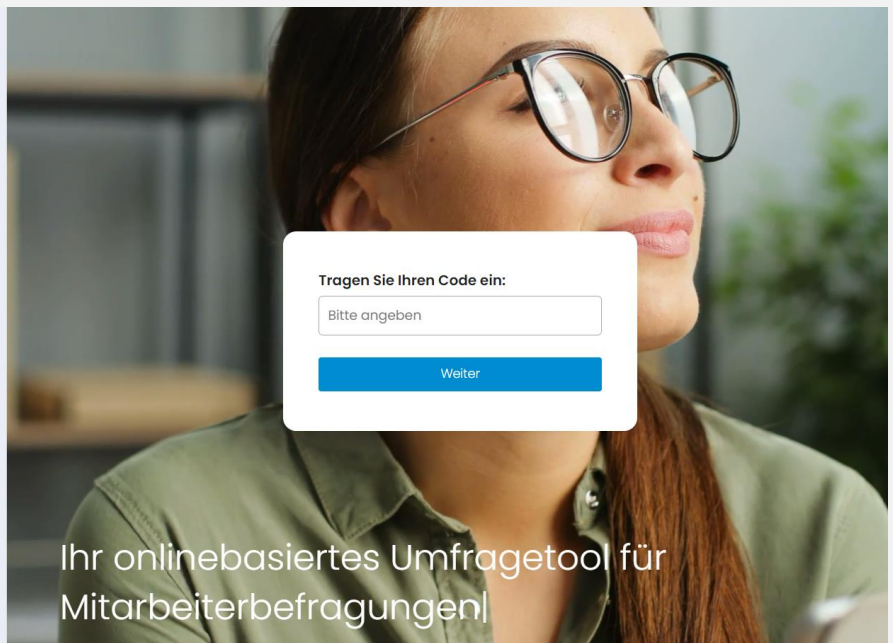 Tragen Sie Ihren Code ein:
Bitte angeben
Weiter
Ihr onlinebasiertes Umfragetool für
Mitarbeiterbefragungen|